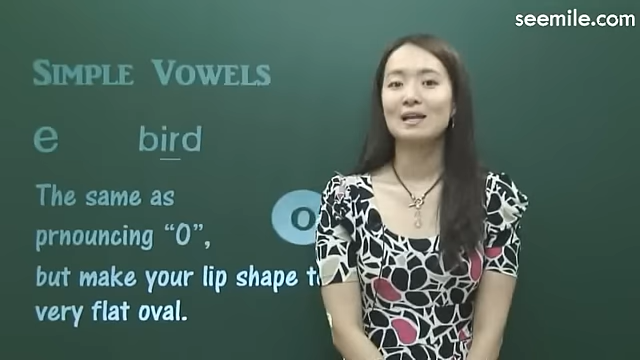 seemile.com
SIMPLE VOWELS
e bird
The same as
prnouncing “O”, o
but make your lip shape
very flat oval.